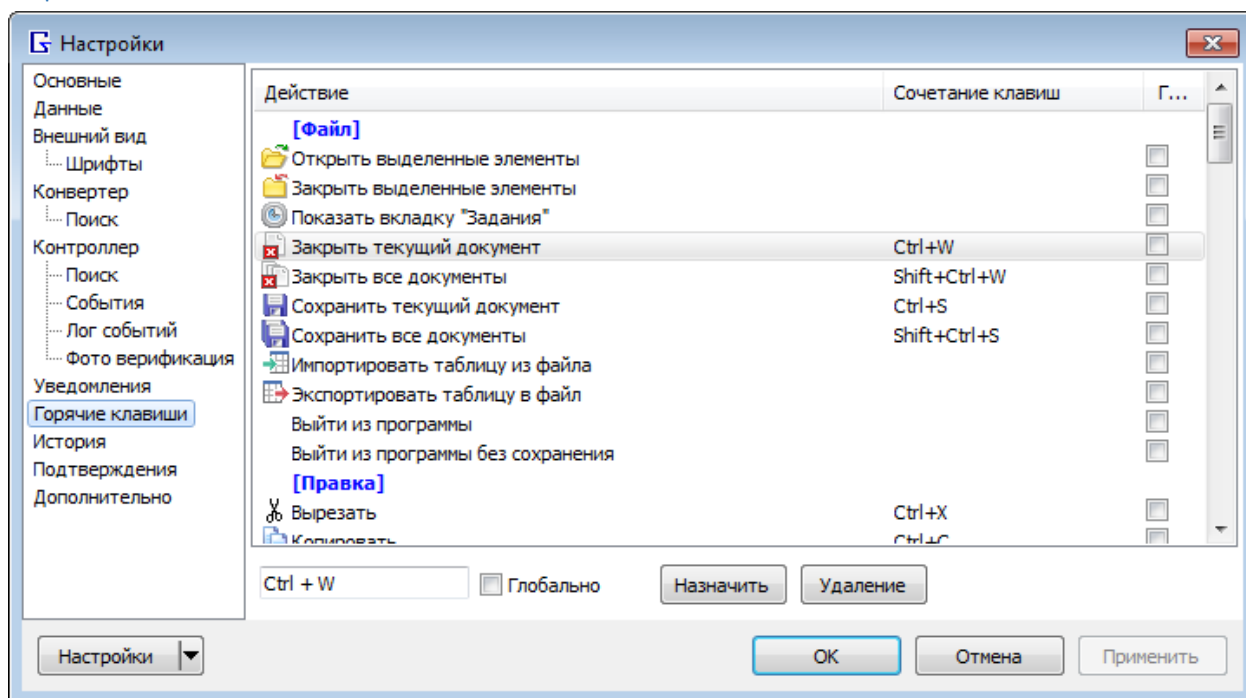 Настройки
Основные
Данные
Внешний вид
Шрифты
Конвертер
Поиск
Контроллер
Поиск
События
Лог событий
Фото верификация
Уведомления
Горячие клавиши
История
Подтверждения
Дополнительно
Действие Сочетание клавиш Г...
[Файл]
Открыть выделенные элементы
Закрыть выделенные элементы
Показать вкладку "Задания"
Закрыть текущий документ Ctrl+W
Закрыть все документы Shift+Ctrl+W
Сохранить текущий документ Ctrl+S
Сохранить все документы Shift+Ctrl+S
Импортировать таблицу из файла
Экспортировать таблицу в файл
Выйти из программы
Выйти из программы без сохранения
[Правка]
Вырезать Ctrl+X
Копировать Ctrl+C
Ctrl + W Глобально Назначить Удаление
Настройки OK Отмена Применить